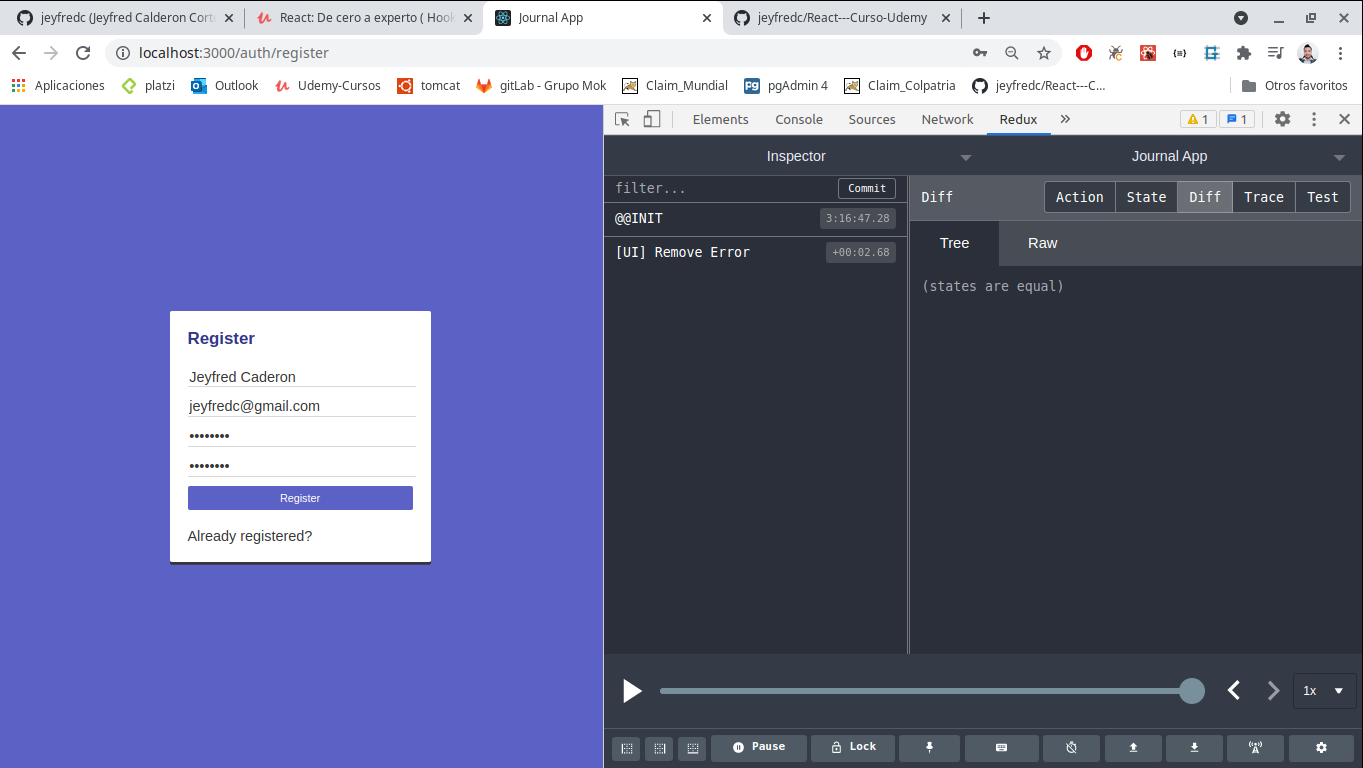 jeyfredc (Jeyfred Calderon Corte
React: De cero a experto ( Hook
Journal App
jeyfredc/React---Curso-Udemy
localhost:3000/auth/register
Aplicaciones
platzi
Outlook
Udemy-Cursos
tomcat
gitLab - Grupo Mok
Claim_Mundial
pgAdmin 4
Claim_Colpatria
jeyfredc/React---C...
Otros favoritos
Elements
Console
Sources
Network
Redux
1
1
Inspector
Journal App
filter...
Commit
Diff
Action
State
Diff
Trace
Test
@@INIT
3:16:47.28
Tree
Raw
[UI] Remove Error
+00:02.68
(states are equal)
Register
Jeyfred Caderon
jeyfredc@gmail.com
••••••••
••••••••
Register
Already registered?
1x
Pause
Lock